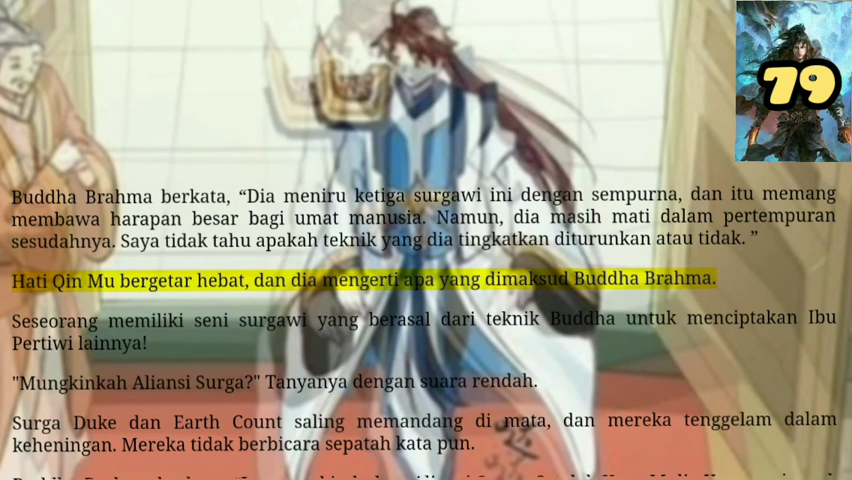 79
Buddha Brahma berkata, “Dia meniru ketiga surgawi ini dengan sempurna, dan itu memang
membawa harapan besar bagi umat manusia. Namun, dia masih mati dalam pertempuran
sesudahnya. Saya tidak tahu apakah teknik yang dia tingkatkan diturunkan atau tidak. ”
Hati Qin Mu bergetar hebat, dan dia mengerti apa yang dimaksud Buddha Brahma.
Seseorang memiliki seni surgawi yang berasal dari teknik Buddha untuk menciptakan Ibu
Pertiwi lainnya!
"Mungkinkah Aliansi Surga?" Tanyanya dengan suara rendah.
Surga Duke dan Earth Count saling memandang di mata, dan mereka tenggelam dalam
keheningan. Mereka tidak berbicara sepatah kata pun.